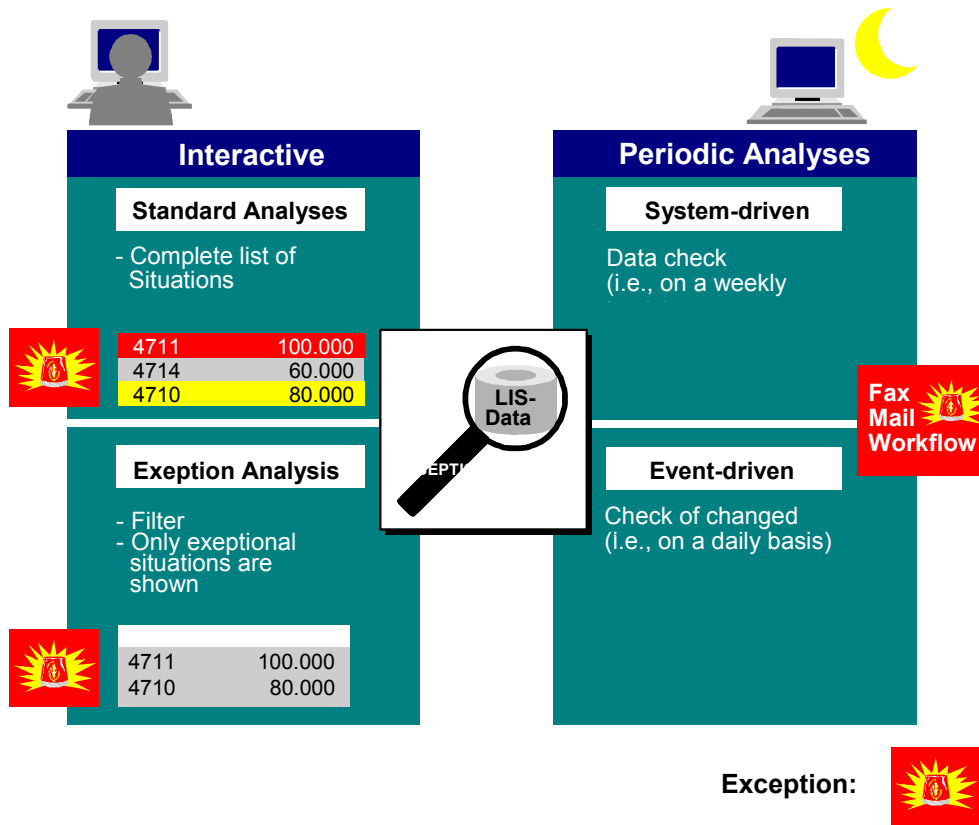 Interactive
Standard Analyses
- Complete list of
Situations
4711 100.000
4714 60.000
4710 80.000
Exeption Analysis
- Filter
- Only exeptional
situations are
shown
4711 100.000
4710 80.000
LIS-
Data
Periodic Analyses
System-driven
Data check
(i.e., on a weekly
Fax
Mail
Workflow
Event-driven
Check of changed
(i.e., on a daily basis)
Exception: